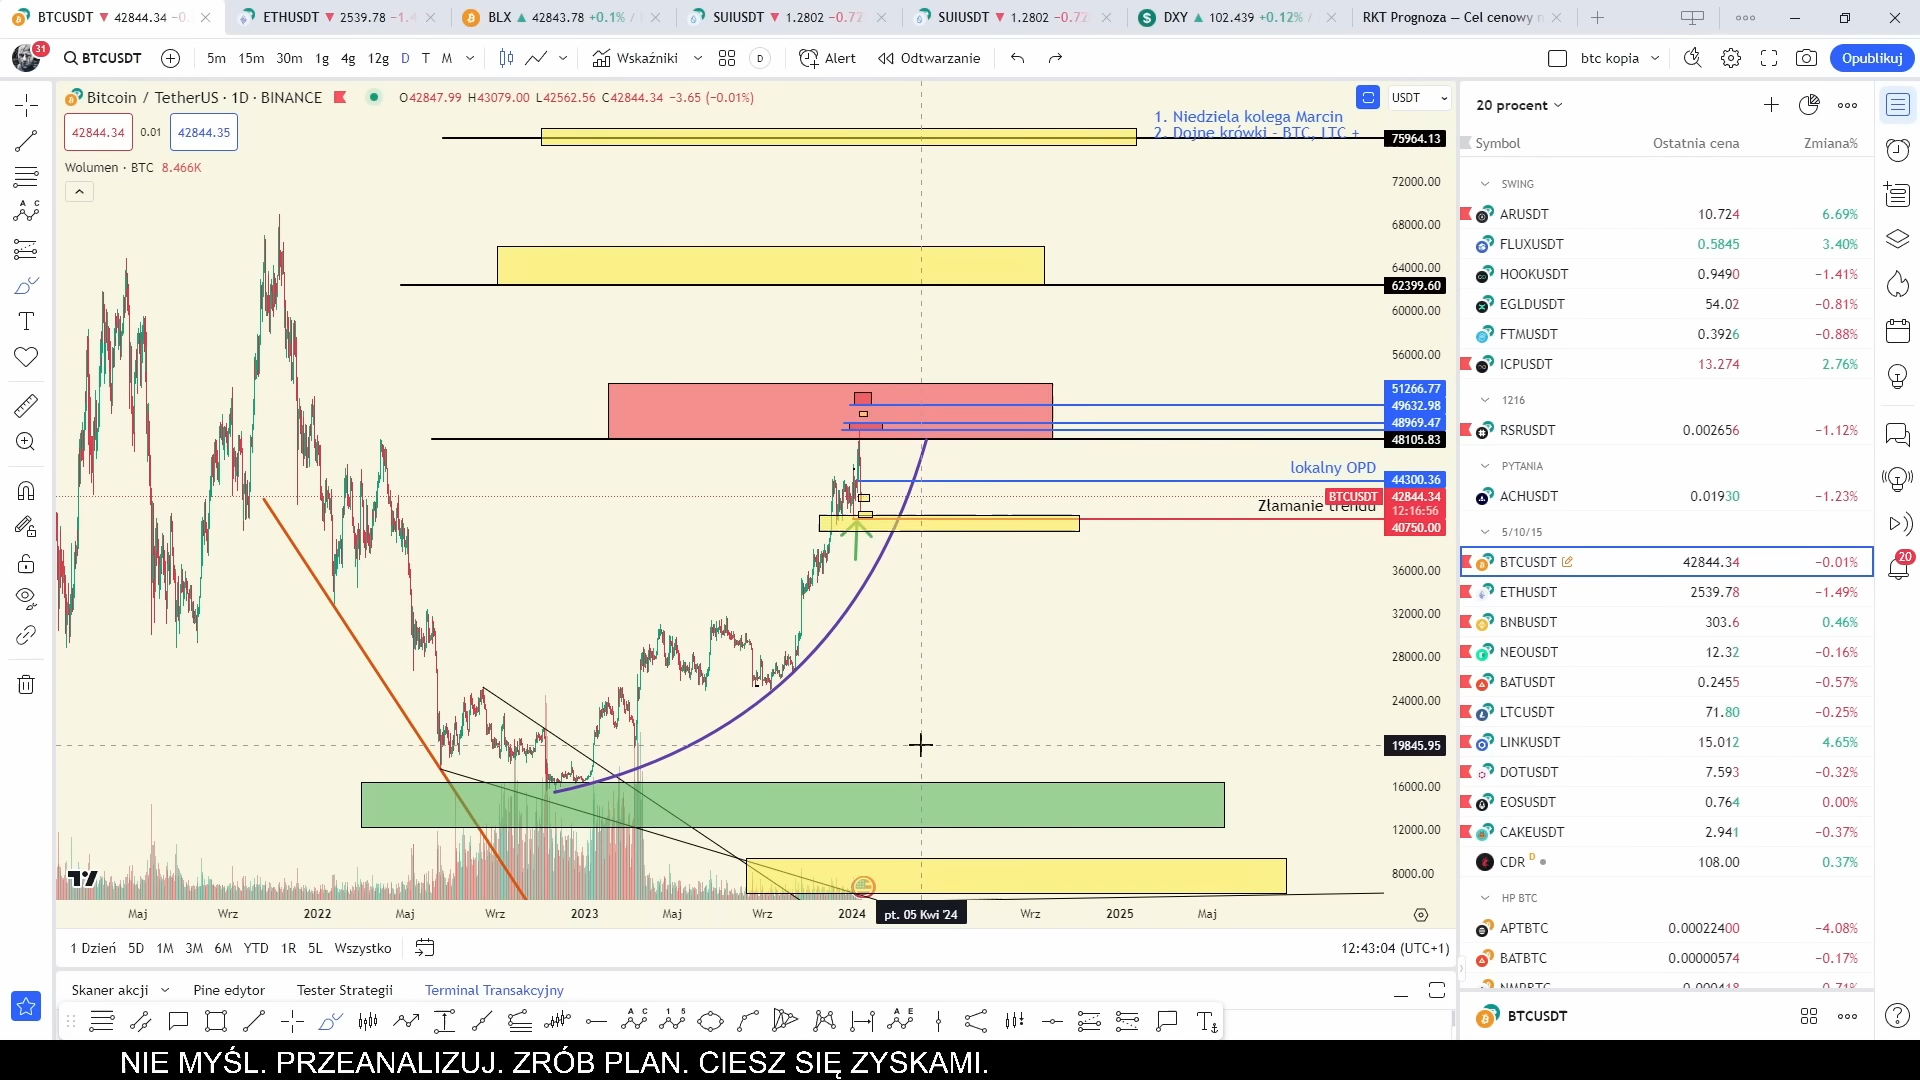 BTCUSDT 42844.34 −0.
ETHUSDT 2539.78 −1.4
BLX 42843.78 +0.1% /
SUIUSDT 1.2802 −0.72
SUIUSDT 1.2802 −0.72
DXY 102.439 +0.12% /
RKT Prognoza — Cel cenowy n
31
BTCUSDT
5m 15m 30m 1g 4g 12g D T M
Wskaźniki
D
Alert
Odtwarzanie
btc kopia
Opublikuj
Bitcoin / TetherUS · 1D · BINANCE
O42847.99 H43079.00 L42562.56 C42844.34 −3.65 (−0.01%)
USDT
42844.34 0.01 42844.35
Wolumen · BTC 8.466K
1. Niedziela kolega Marcin
2. Dojne krówki - BTC, LTC +
75964.13
72000.00
68000.00
64000.00
62399.60
60000.00
56000.00
51266.77
49632.98
48969.47
48105.83
lokalny OPD
44300.36
BTCUSDT 42844.34
12:16:56
Złamanie trendu
40750.00
36000.00
32000.00
28000.00
24000.00
19845.95
16000.00
12000.00
8000.00
Maj Wrz 2022 Maj Wrz 2023 Maj Wrz 2024 pt. 05 Kwi '24 Wrz 2025 Maj
1 Dzień 5D 1M 3M 6M YTD 1R 5L Wszystko
12:43:04 (UTC+1)
Skaner akcji Pine edytor Tester Strategii Terminal Transakcyjny
20 procent
Symbol Ostatnia cena Zmiana%
SWING
ARUSDT 10.724 6.69%
FLUXUSDT 0.5845 3.40%
HOOKUSDT 0.9490 −1.41%
EGLDUSDT 54.02 −0.81%
FTMUSDT 0.3926 −0.88%
ICPUSDT 13.274 2.76%
1216
RSRUSDT 0.002656 −1.12%
PYTANIA
ACHUSDT 0.01930 −1.23%
5/10/15
BTCUSDT 42844.34 −0.01%
ETHUSDT 2539.78 −1.49%
BNBUSDT 303.6 0.46%
NEOUSDT 12.32 −0.16%
BATUSDT 0.2455 −0.57%
LTCUSDT 71.80 −0.25%
LINKUSDT 15.012 4.65%
DOTUSDT 7.593 −0.32%
EOSUSDT 0.764 0.00%
CAKEUSDT 2.941 −0.37%
CDR D 108.00 0.37%
HP BTC
APTBTC 0.00022400 −4.08%
BATBTC 0.00000574 −0.17%
BTCUSDT
20
NIE MYŚL. PRZEANALIZUJ. ZRÓB PLAN. CIESZ SIĘ ZYSKAMI.